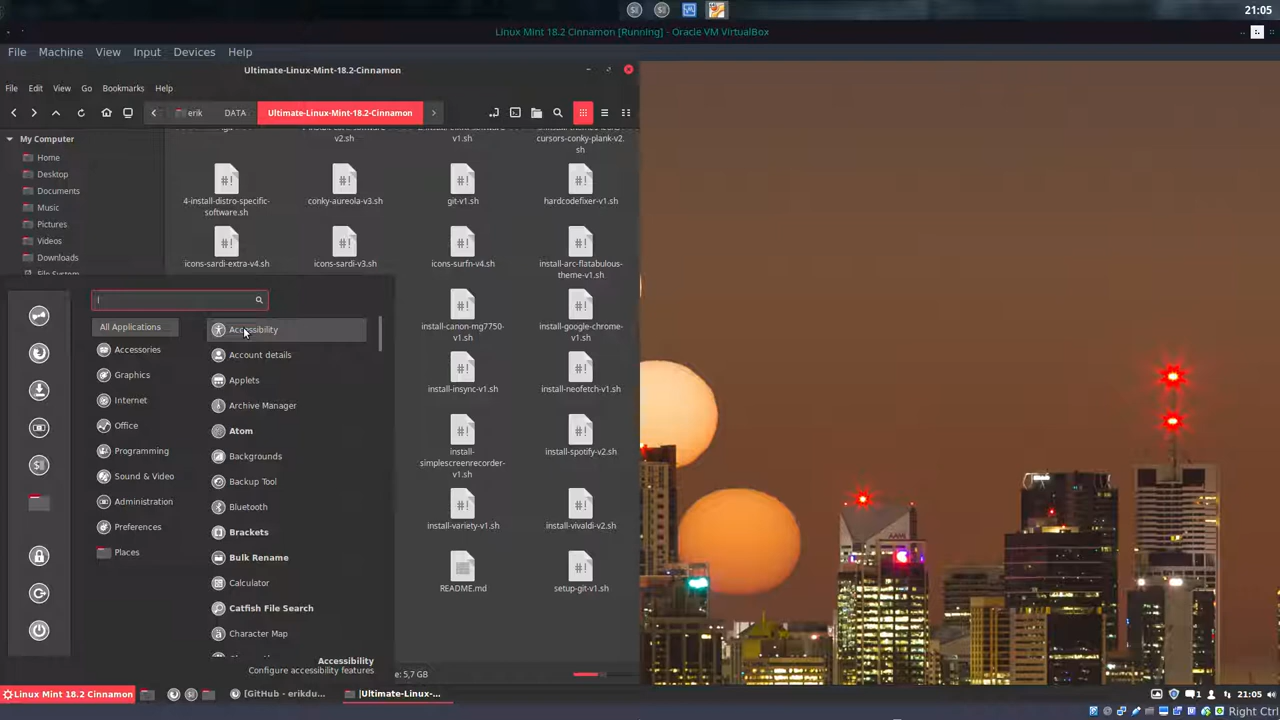 21:05
Linux Mint 18.2 Cinnamon [Running] - Oracle VM VirtualBox
File Machine View Input Devices Help
Ultimate-Linux-Mint-18.2-Cinnamon
File Edit View Go Bookmarks Help
erik DATA Ultimate-Linux-Mint-18.2-Cinnamon
My Computer
Home
Desktop
Documents
Music
Pictures
Videos
Downloads
v2.sh
v1.sh
cursors-conky-plank-v2.
sh
4-install-distro-specific-
software.sh
conky-aureola-v3.sh
git-v1.sh
hardcodefixer-v1.sh
icons-sardi-extra-v4.sh
icons-sardi-v3.sh
icons-surfn-v4.sh
install-arc-flatabulous-
theme-v1.sh
install-canon-mg7750-
v1.sh
install-google-chrome-
v1.sh
install-insync-v1.sh
install-neofetch-v1.sh
install-
simplescreenrecorder-
v1.sh
install-spotify-v2.sh
install-variety-v1.sh
install-vivaldi-v2.sh
README.md
setup-git-v1.sh
All Applications
Accessories
Graphics
Internet
Office
Programming
Sound & Video
Administration
Preferences
Places
Accessibility
Account details
Applets
Archive Manager
Atom
Backgrounds
Backup Tool
Bluetooth
Brackets
Bulk Rename
Calculator
Catfish File Search
Character Map
Accessibility
Configure accessibility features
e: 5,7 GB
Linux Mint 18.2 Cinnamon
[GitHub - erikdu...
|Ultimate-Linux-...
1
21:05
Right Ctrl